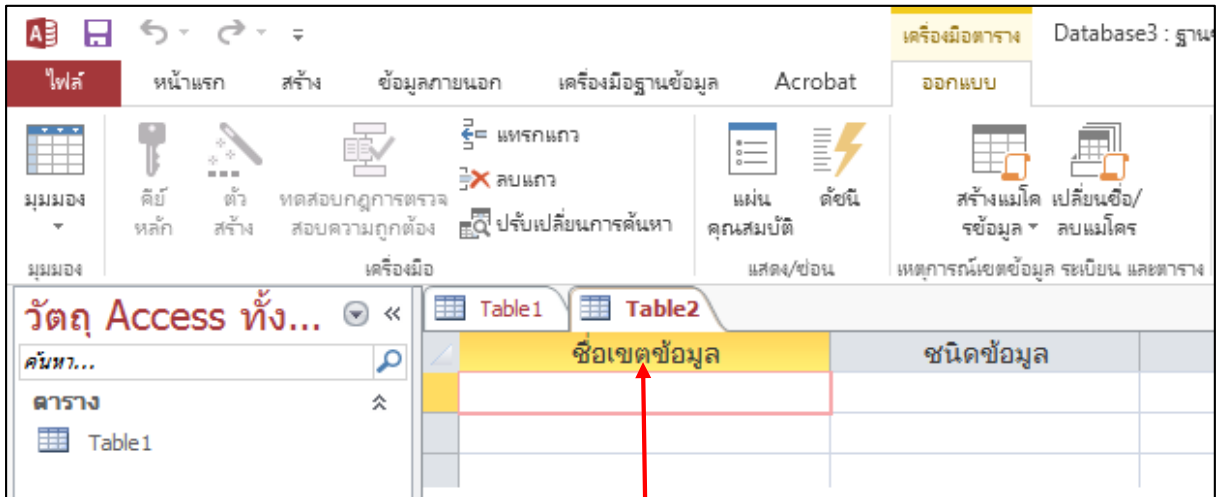 เครื่องมือตาราง Database3 : ฐาน
ไฟล์ หน้าแรก สร้าง ข้อมูลภายนอก เครื่องมือฐานข้อมูล Acrobat ออกแบบ
มุมมอง
คีย์
หลัก
ตัว
สร้าง
ทดสอบกฎการตรวจ
สอบความถูกต้อง
แทรกแถว
ลบแถว
ปรับเปลี่ยนการค้นหา
แผ่น
คุณสมบัติ
ดัชนี
สร้างแมโค
รข้อมูล
เปลี่ยนชื่อ/
ลบแมโคร
มุมมอง เครื่องมือ แสดง/ซ่อน เหตุการณ์เขตข้อมูล ระเบียน และตาราง
วัตถุ Access ทั้ง... «
ค้นหา...
ตาราง
Table1
Table1 Table2
ชื่อเขตข้อมูล ชนิดข้อมูล